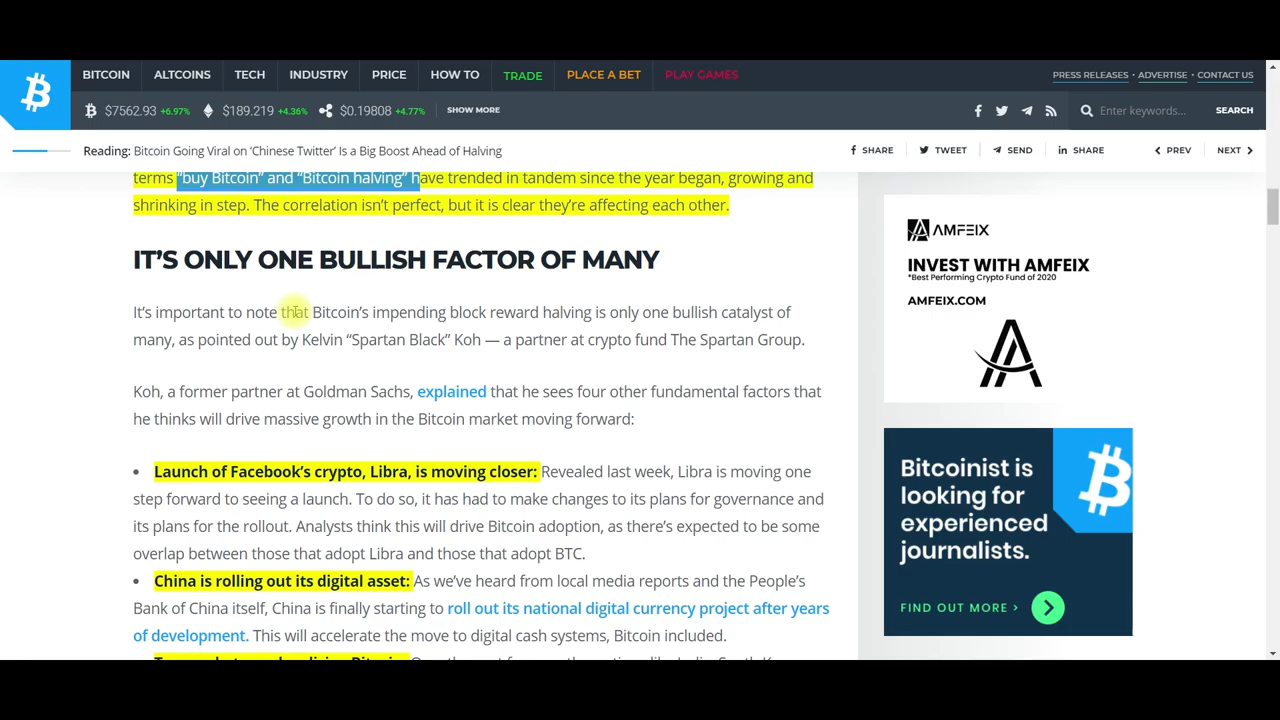 BITCOIN ALTCOINS TECH INDUSTRY PRICE HOW TO TRADE PLACE A BET PLAY GAMES PRESS RELEASES • ADVERTISE • CONTACT US
$7562.93 +6.97% $189.219 +4.36% $0.19808 +4.77% SHOW MORE Enter keywords... SEARCH
Reading: Bitcoin Going Viral on ‘Chinese Twitter’ Is a Big Boost Ahead of Halving SHARE TWEET SEND SHARE PREV NEXT
terms “buy Bitcoin” and “Bitcoin halving” have trended in tandem since the year began, growing and
shrinking in step. The correlation isn’t perfect, but it is clear they’re affecting each other.
IT’S ONLY ONE BULLISH FACTOR OF MANY
It’s important to note that Bitcoin’s impending block reward halving is only one bullish catalyst of
many, as pointed out by Kelvin “Spartan Black” Koh — a partner at crypto fund The Spartan Group.
Koh, a former partner at Goldman Sachs, explained that he sees four other fundamental factors that
he thinks will drive massive growth in the Bitcoin market moving forward:
• Launch of Facebook’s crypto, Libra, is moving closer: Revealed last week, Libra is moving one
step forward to seeing a launch. To do so, it has had to make changes to its plans for governance and
its plans for the rollout. Analysts think this will drive Bitcoin adoption, as there’s expected to be some
overlap between those that adopt Libra and those that adopt BTC.
• China is rolling out its digital asset: As we’ve heard from local media reports and the People’s
Bank of China itself, China is finally starting to roll out its national digital currency project after years
of development. This will accelerate the move to digital cash systems, Bitcoin included.
AMFEIX
INVEST WITH AMFEIX
*Best Performing Crypto Fund of 2020
AMFEIX.COM
Bitcoinist is
looking for
experienced
journalists.
FIND OUT MORE >